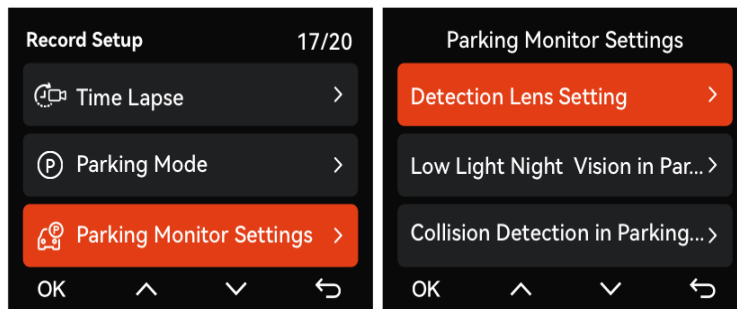 Record Setup 17/20
Time Lapse
P Parking Mode
P Parking Monitor Settings
OK
Parking Monitor Settings
Detection Lens Setting
Low Light Night Vision in Par...
Collision Detection in Parking...
OK